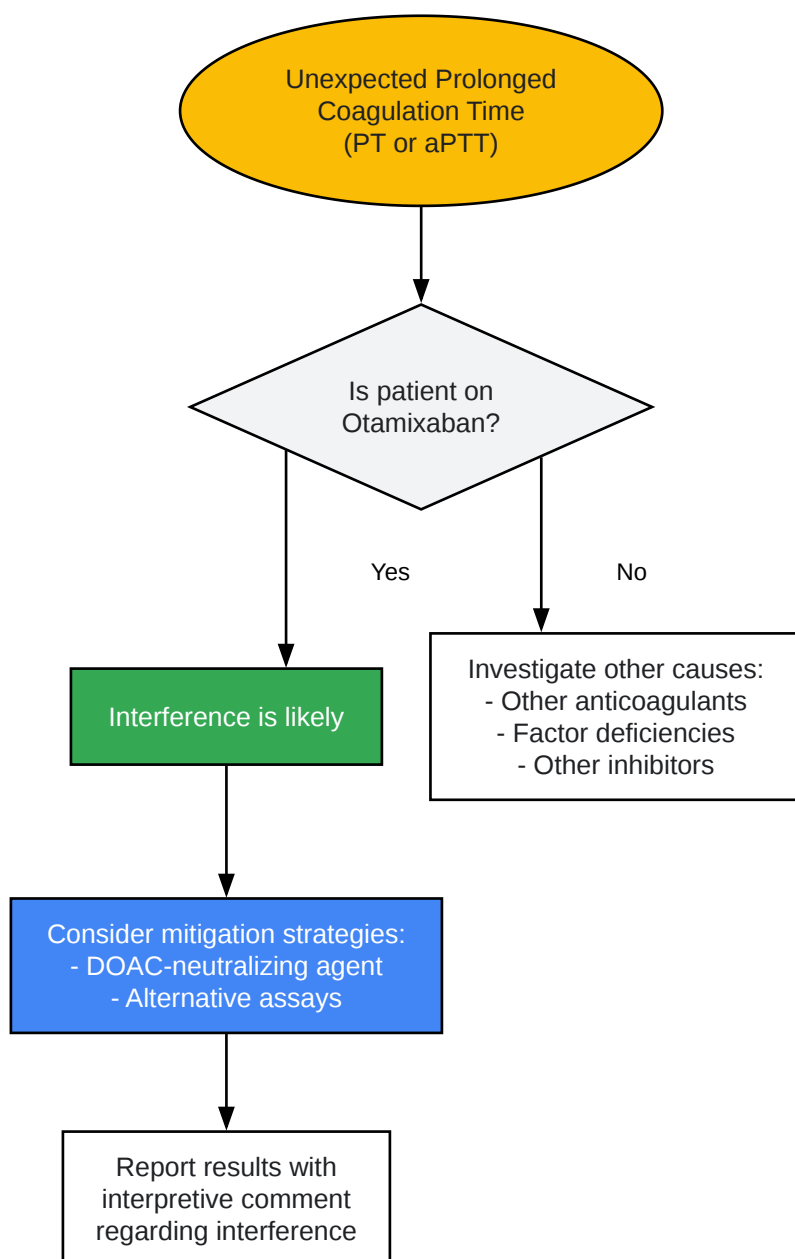 Unexpected Prolonged
Coagulation Time
(PT or aPTT)
Is patient on
Otamixaban?
Yes
No
Interference is likely
Investigate other causes:
- Other anticoagulants
- Factor deficiencies
- Other inhibitors
Consider mitigation strategies:
- DOAC-neutralizing agent
- Alternative assays
Report results with
interpretive comment
regarding interference